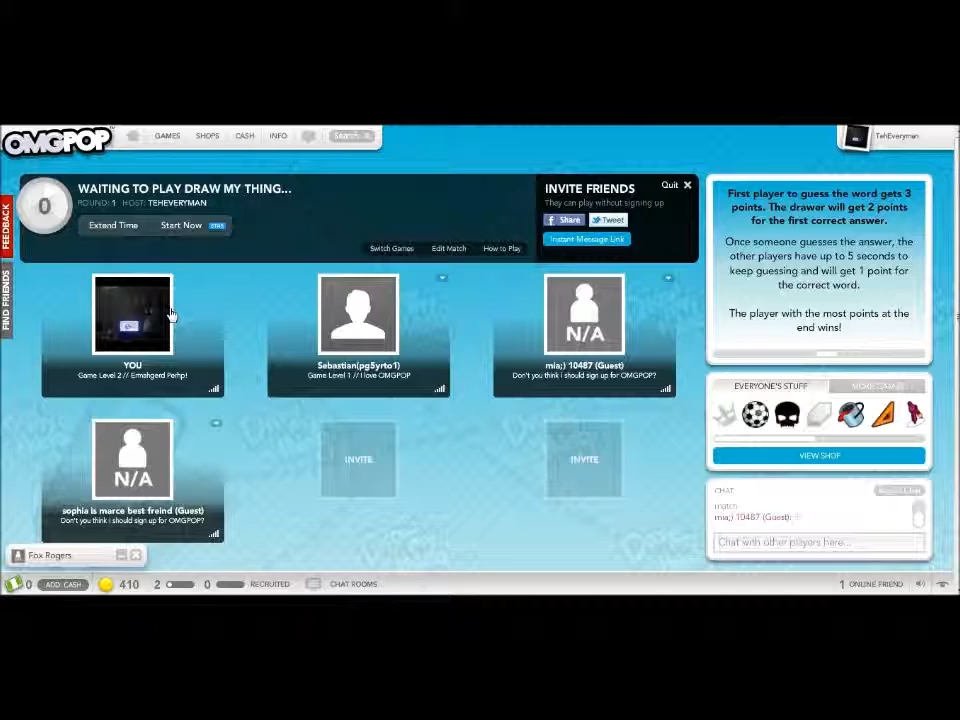 OMGPOP
GAMES
SHOPS
CASH
INFO
Search
TehEveryman
FEEDBACK
FIND FRIENDS
0
WAITING TO PLAY DRAW MY THING...
ROUND: 1 HOST: TEHEVERYMAN
Extend Time
Start Now
Switch Games
Edit Match
How to Play
INVITE FRIENDS
Quit X
They can play without signing up
f Share
Tweet
Instant Message Link
First player to guess the word gets 3
points. The drawer will get 2 points
for the first correct answer.
Once someone guesses the answer, the
other players have up to 5 seconds to
keep guessing and will get 1 point for
the correct word.
The player with the most points at the
end wins!
YOU
Game Level 2 // Ermahgerd Perhp!
Sebastian(pg5yrto1)
Game Level 1 // I love OMGPOP
N/A
mia;) 10487 (Guest)
Don't you think I should sign up for OMGPOP?
N/A
sophia is marce best freind (Guest)
Don't you think I should sign up for OMGPOP?
INVITE
INVITE
EVERYONE'S STUFF
VIEW SHOP
CHAT
match
mia;) 10487 (Guest):
Chat with other players here...
Fox Rogers
0
ADD CASH
410
2
0
RECRUITED
CHAT ROOMS
1 ONLINE FRIEND